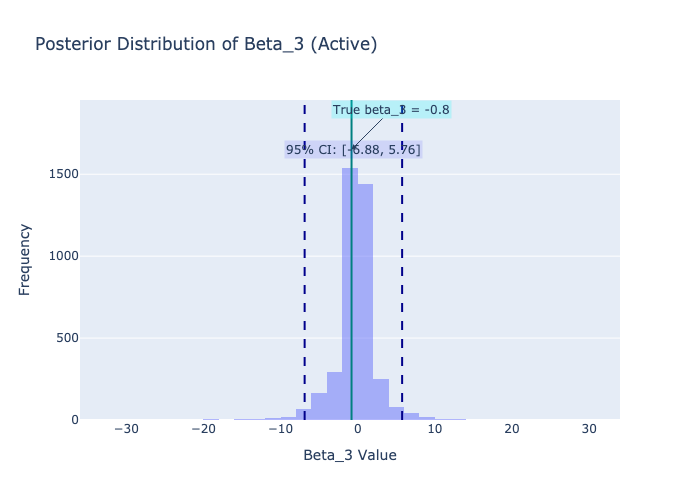 Posterior Distribution of Beta_3 (Active)
True beta_3 = -0.8
95% CI: [-6.88, 5.76]
1500
1000
500
0
Frequency
−30
−20
−10
0
10
20
30
Beta_3 Value